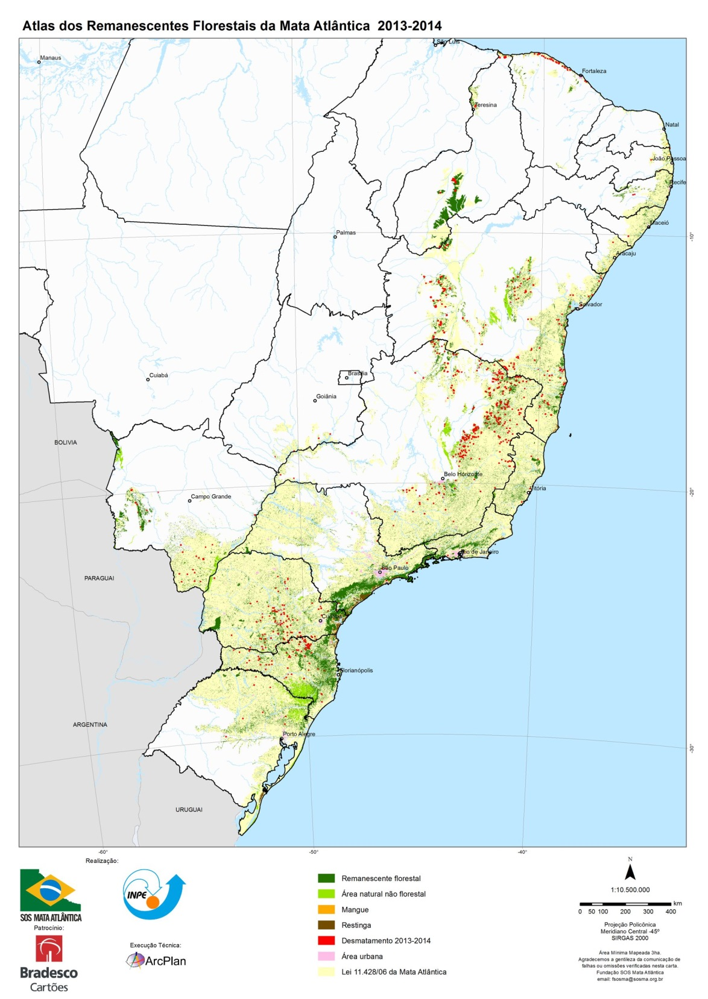 Atlas dos Remanescentes Florestais da Mata Atlântica 2013-2014
São Luís
Manaus
Fortaleza
Teresina
Natal
João Pessoa
Recife
Maceió
Palmas
-10°
Aracaju
Salvador
Brasília
Cuiabá
Goiânia
BOLIVIA
Belo Horizonte
Vitória
-20°
Campo Grande
Rio de Janeiro
São Paulo
PARAGUAI
Curitiba
Florianópolis
ARGENTINA
Porto Alegre
-30°
URUGUAI
-60°
-50°
-40°
Realização:
INPE
SOS MATA ATLÂNTICA
Patrocínio:
Bradesco
Cartões
Execução Técnica:
ArcPlan
Remanescente florestal
Área natural não florestal
Mangue
Restinga
Desmatamento 2013-2014
Área urbana
Lei 11.428/06 da Mata Atlântica
N
1:10.500.000
km
0 50 100 200 300 400
Projeção Policônica
Meridiano Central -45º
SIRGAS 2000
Área Mínima Mapeada 3ha.
Agradecemos a gentileza da comunicação de
falhas ou omissões verificadas nesta carta.
Fundação SOS Mata Atlântica
email: fsosma@sosma.org.br